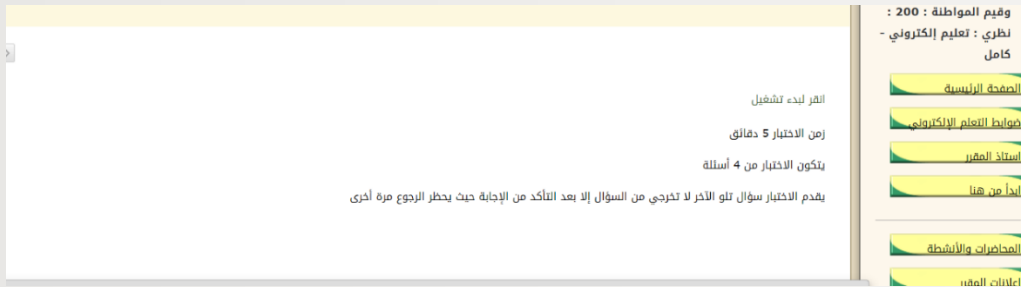 وقيم المواطنة : 200 :
نظري : تعليم إلكتروني -
كامل
الصفحة الرئيسية
ضوابط التعلم الإلكتروني
استاذ المقرر
ابدأ من هنا
المحاضرات والأنشطة
إعلانات المقرر
انقر لبدء تشغيل
زمن الاختبار 5 دقائق
يتكون الاختبار من 4 أسئلة
يقدم الاختبار سؤال تلو الآخر لا تخرجي من السؤال إلا بعد التأكد من الإجابة حيث يحظر الرجوع مرة أخرى